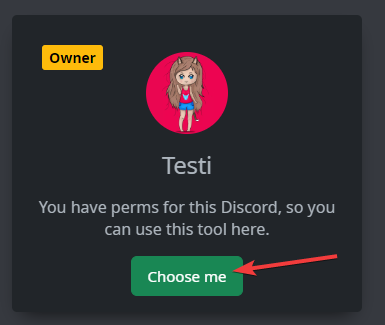 Owner
Testi
You have perms for this Discord, so you
can use this tool here.
Choose me